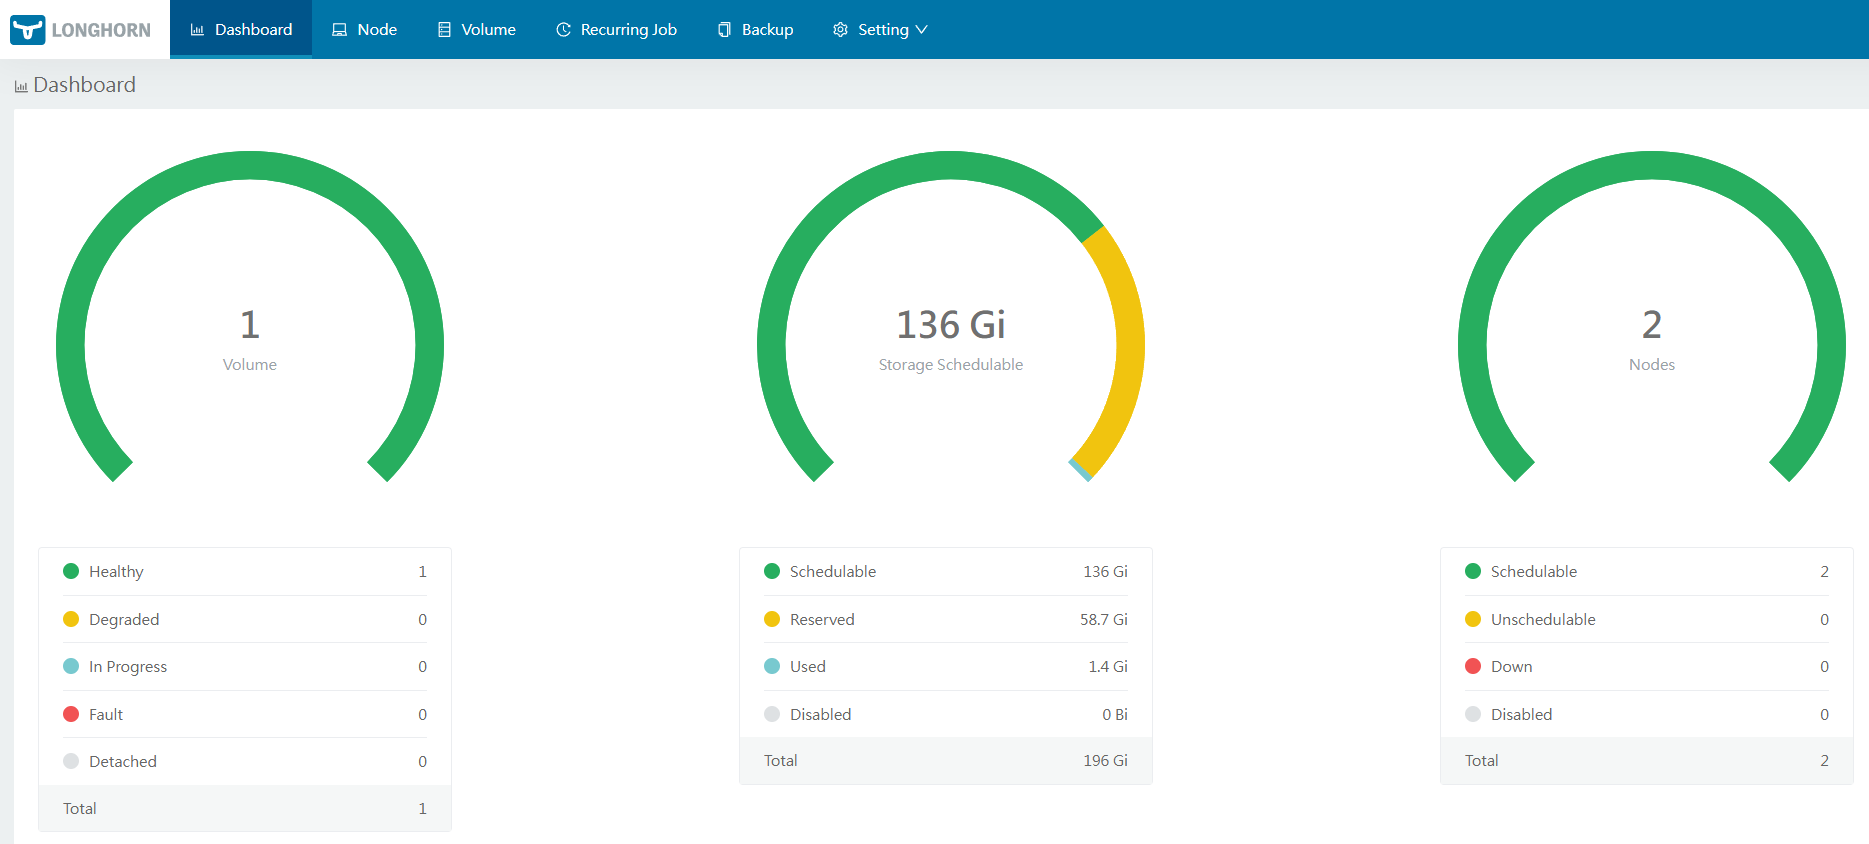 LONGHORN Dashboard Node Volume Recurring Job Backup Setting
Dashboard
1
Volume
136 Gi
Storage Schedulable
2
Nodes
Healthy 1
Degraded 0
In Progress 0
Fault 0
Detached 0
Total 1
Schedulable 136 Gi
Reserved 58.7 Gi
Used 1.4 Gi
Disabled 0 Bi
Total 196 Gi
Schedulable 2
Unschedulable 0
Down 0
Disabled 0
Total 2